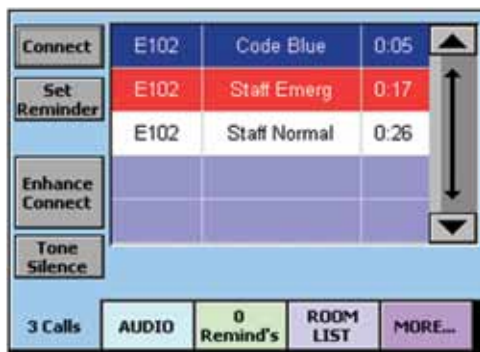 Connect
E102 Code Blue 0:05
Set
Reminder
E102 Staff Emerg 0:17
E102 Staff Normal 0:26
Enhance
Connect
Tone
Silence
3 Calls
AUDIO
0
Remind's
ROOM
LIST
MORE...